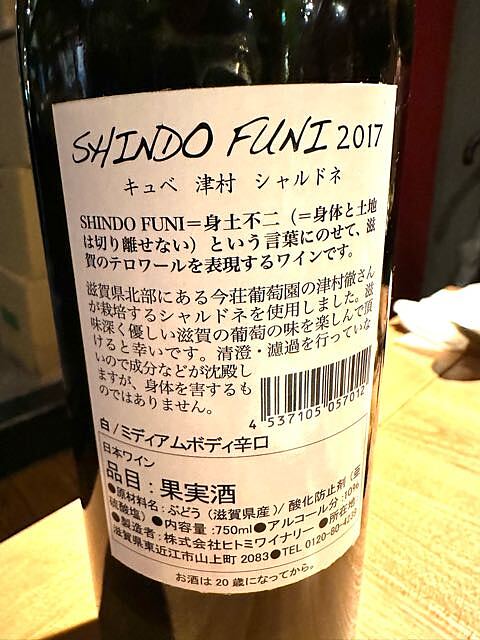 SHINDO FUNI 2017
キュベ 津村 シャルドネ
SHINDO FUNI＝身土不二（＝身体と土地
は切り離せない）という言葉にのせて、滋
賀のテロワールを表現するワインです。
滋賀県北部にある今荘葡萄園の津村徹さん
が栽培するシャルドネを使用しました。滋
味深く優しい滋賀の葡萄の味を楽しんで頂
けると幸いです。清澄・濾過を行っていな
いので成分などが沈殿し
ますが、身体を害するも
のではありません。
4 537105 057012
白/ミディアムボディ辛口
日本ワイン
品目：果実酒
●原材料名：ぶどう（滋賀県産）/酸化防止剤（亜
硫酸塩）●内容量：750ml●アルコール分：10%
●製造者：株式会社ヒトミワイナリー ●所在地
滋賀県東近江市山上町 2083●TEL 0120-80-4239
お酒は 20 歳になってから。